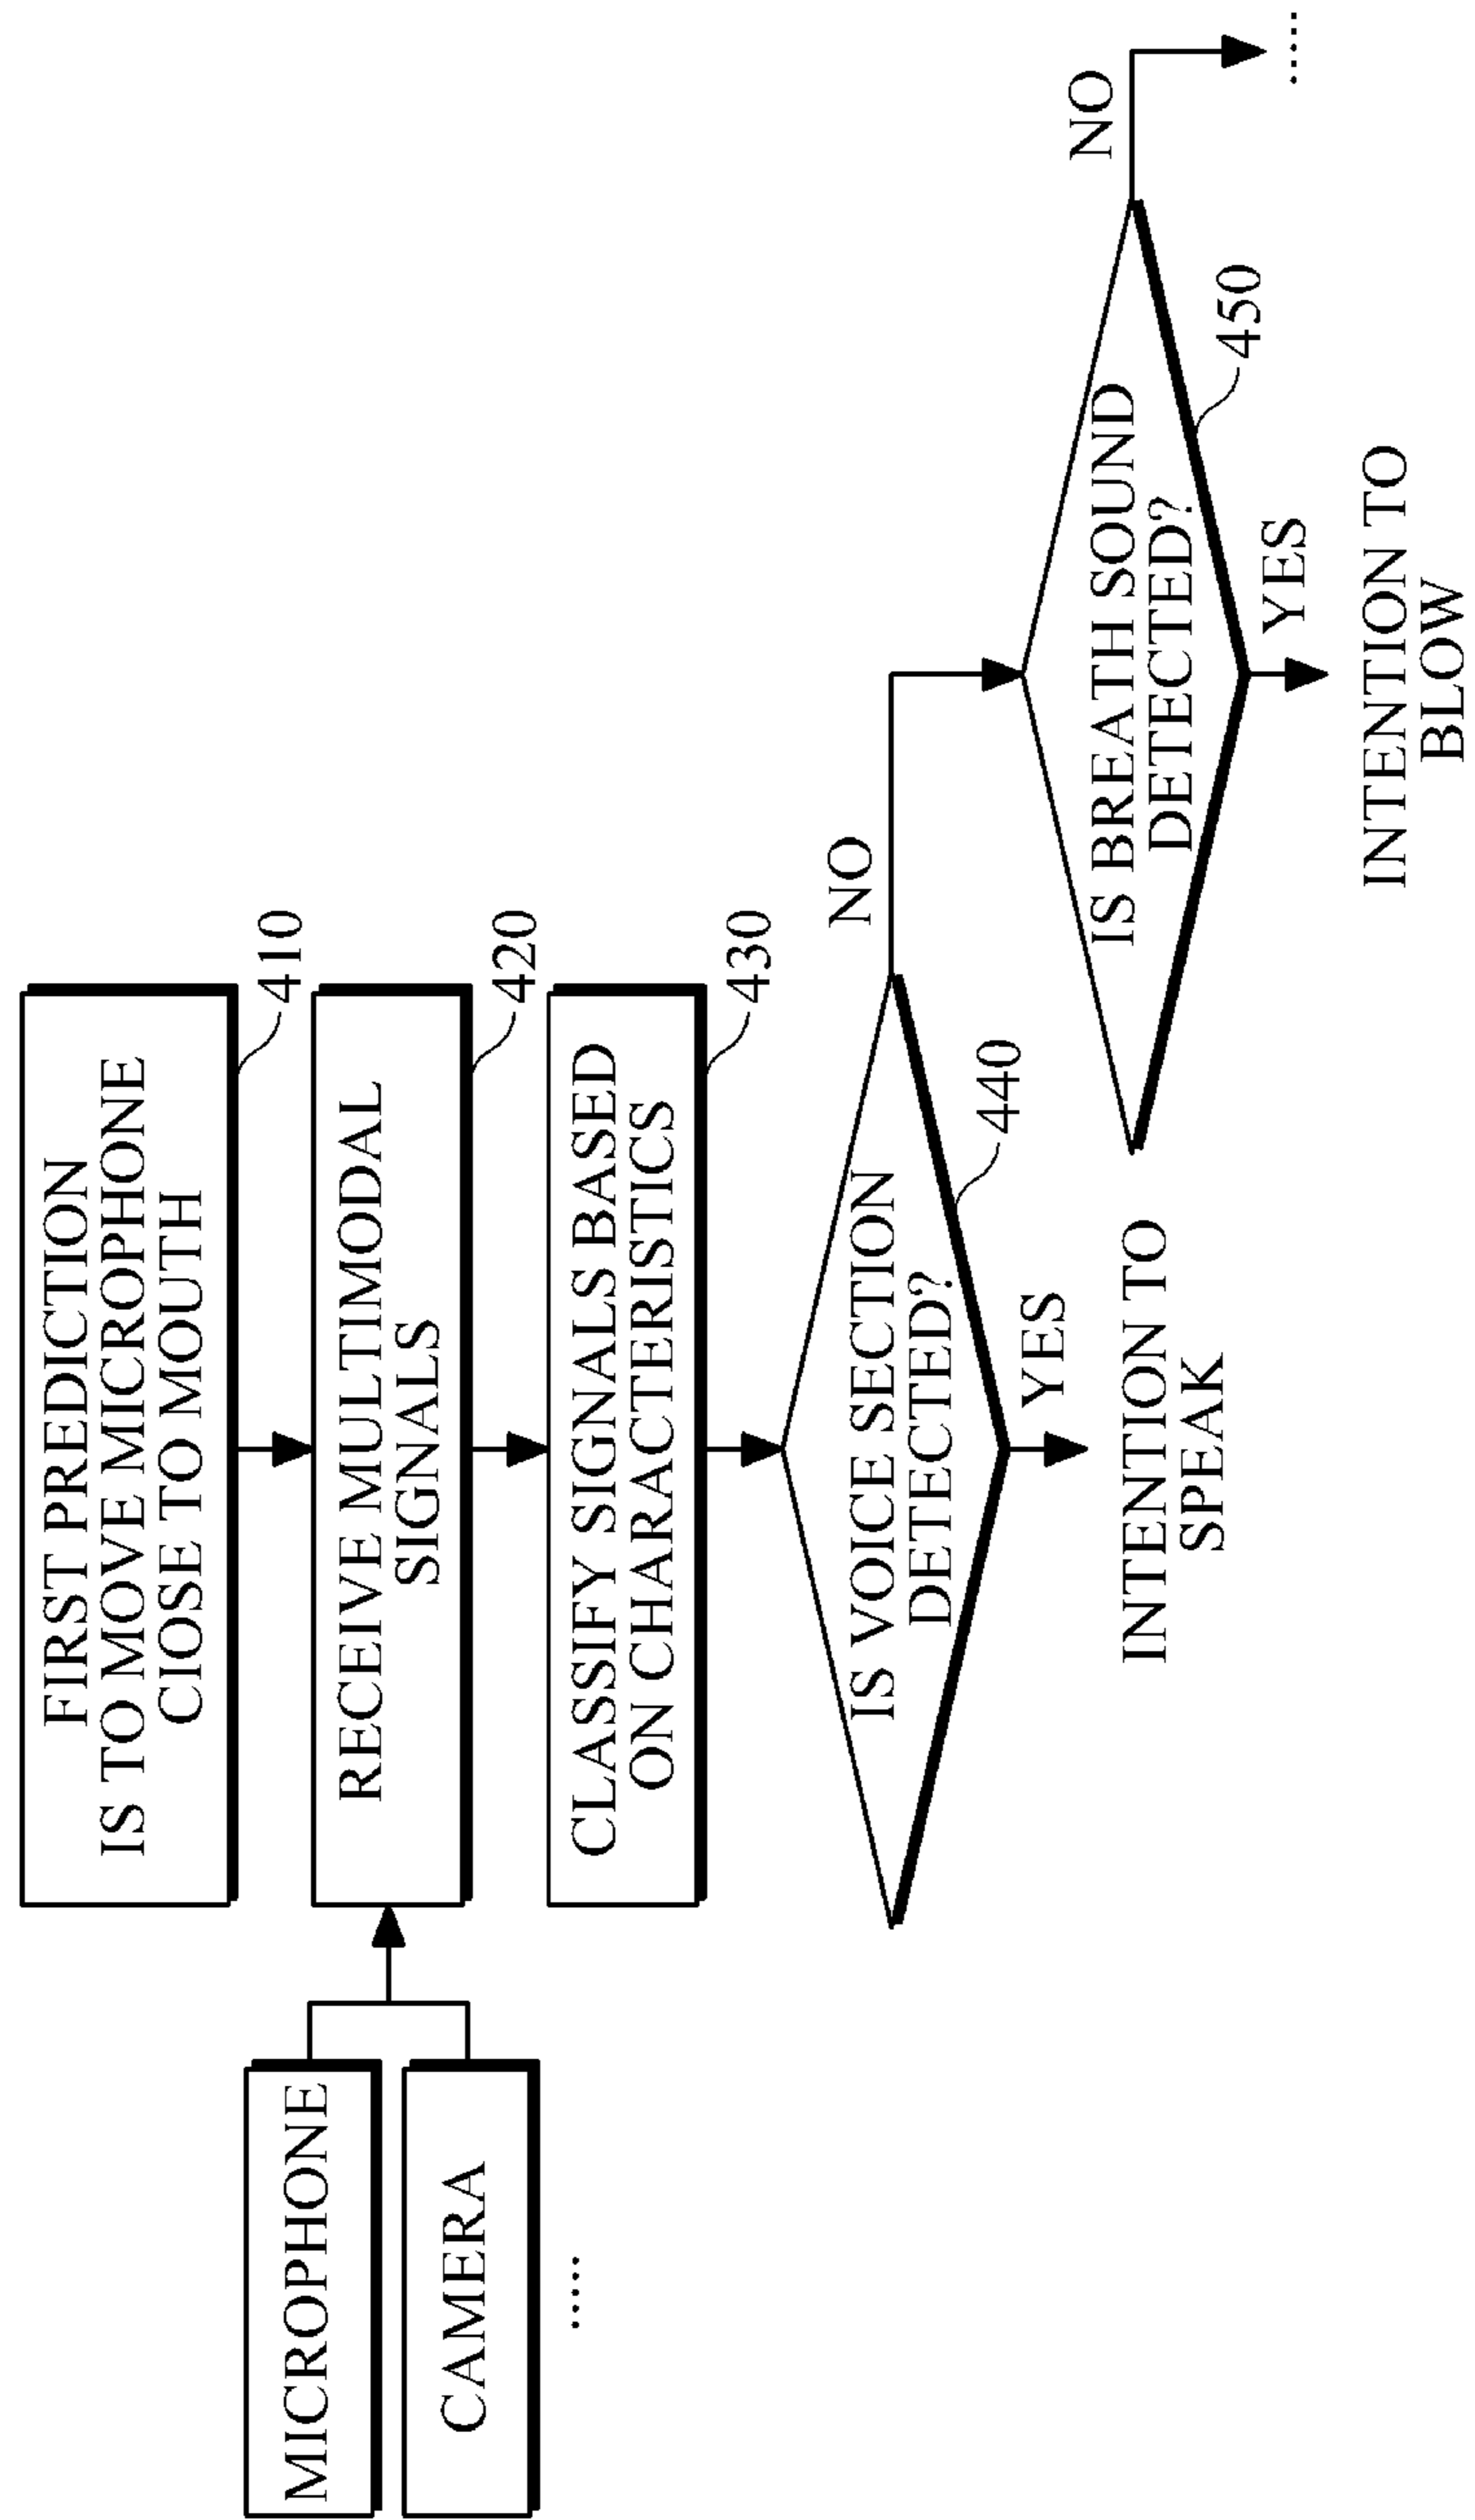 FIRST PREDICTION
IS TO MOVE MICROPHONE
CIOSE TO MOUTH
410
MICROPHONE
CAMERA
.....
RECEIVE MULTIMODAL
SIGNALS
420
CLASSIFY SIGNALS BASED
ON CHARACTERISTICS
430
IS VOICE SECTION
DETECTED?
440
NO
YES
INTENTION TO
SPEAK
IS BREATH SOUND
DETECTED?
450
NO
.....
YES
INTENTION TO
BLOW